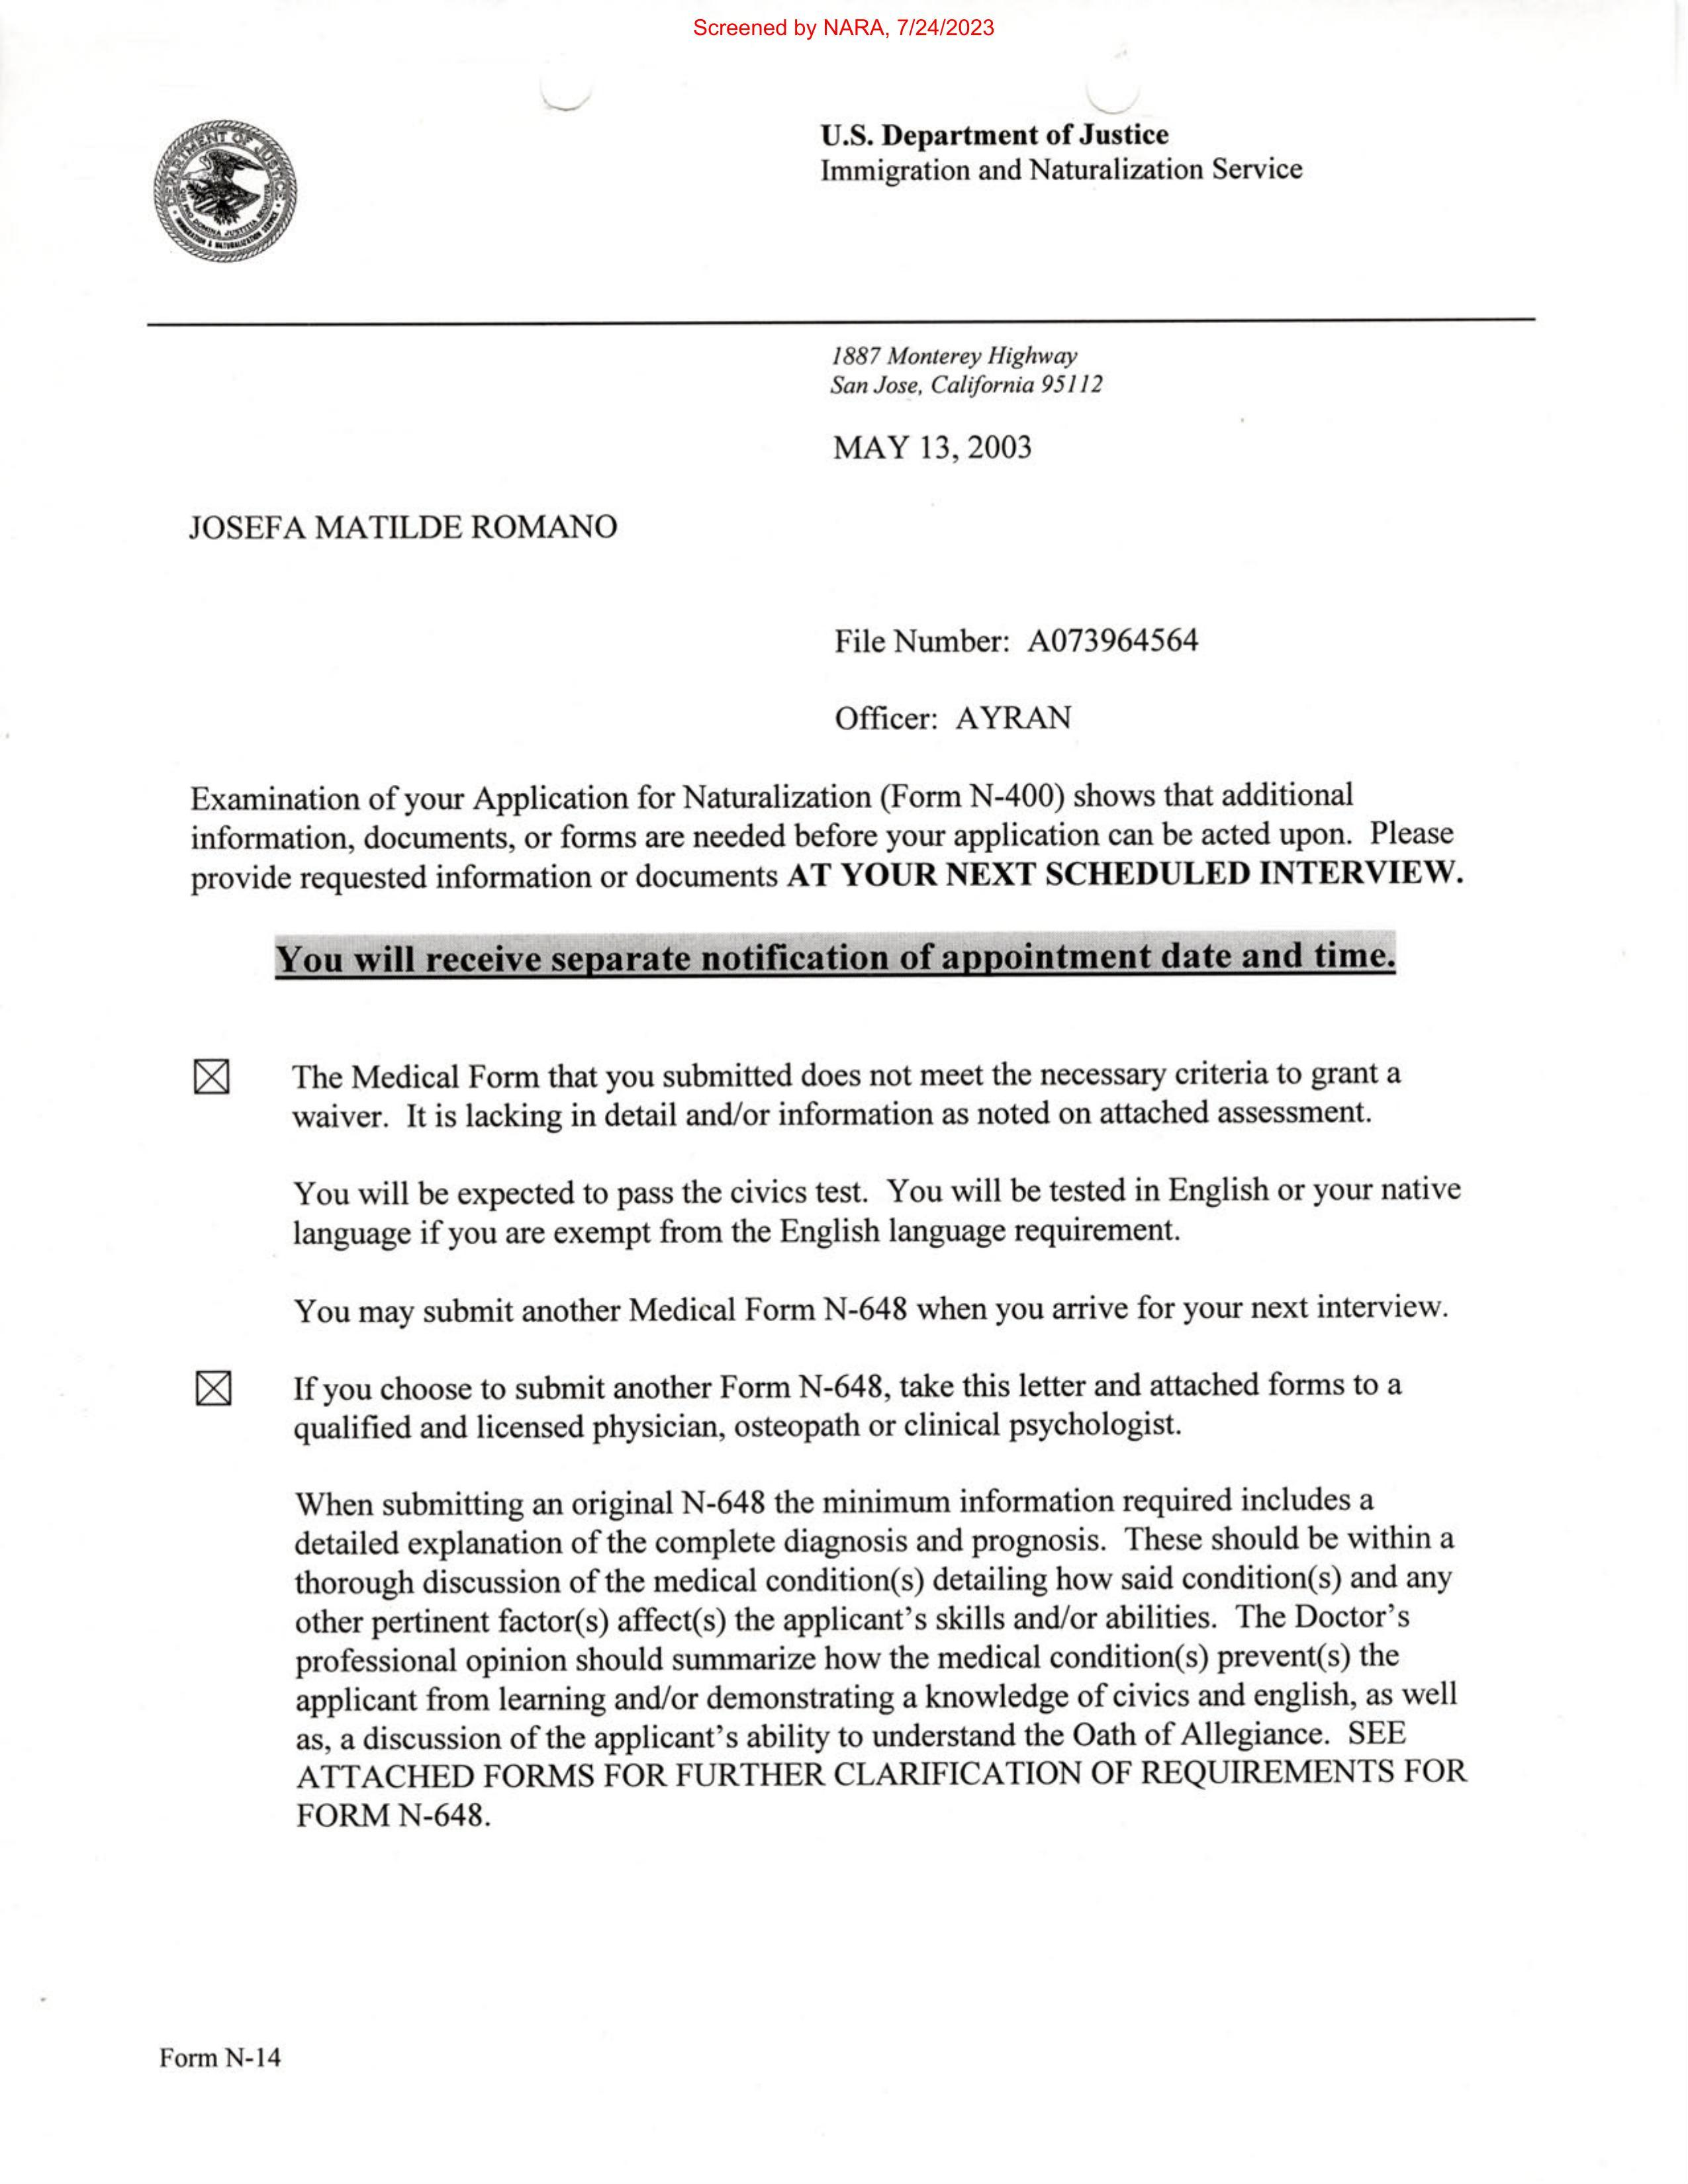 Screened by NARA, 7/24/2023
U.S. Department of Justice
Immigration and Naturalization Service
1887 Monterey Highway
San Jose, California 95112
MAY 13, 2003
JOSEFA MATILDE ROMANO
File Number: A073964564
Officer: AYRAN
Examination of your Application for Naturalization (Form N-400) shows that additional
information, documents, or forms are needed before your application can be acted upon. Please
provide requested information or documents AT YOUR NEXT SCHEDULED INTERVIEW.
You will receive separate notification of appointment date and time.
☒ The Medical Form that you submitted does not meet the necessary criteria to grant a
waiver. It is lacking in detail and/or information as noted on attached assessment.
You will be expected to pass the civics test. You will be tested in English or your native
language if you are exempt from the English language requirement.
You may submit another Medical Form N-648 when you arrive for your next interview.
☒ If you choose to submit another Form N-648, take this letter and attached forms to a
qualified and licensed physician, osteopath or clinical psychologist.
When submitting an original N-648 the minimum information required includes a
detailed explanation of the complete diagnosis and prognosis. These should be within a
thorough discussion of the medical condition(s) detailing how said condition(s) and any
other pertinent factor(s) affect(s) the applicant’s skills and/or abilities. The Doctor’s
professional opinion should summarize how the medical condition(s) prevent(s) the
applicant from learning and/or demonstrating a knowledge of civics and english, as well
as, a discussion of the applicant’s ability to understand the Oath of Allegiance. SEE
ATTACHED FORMS FOR FURTHER CLARIFICATION OF REQUIREMENTS FOR
FORM N-648.
Form N-14